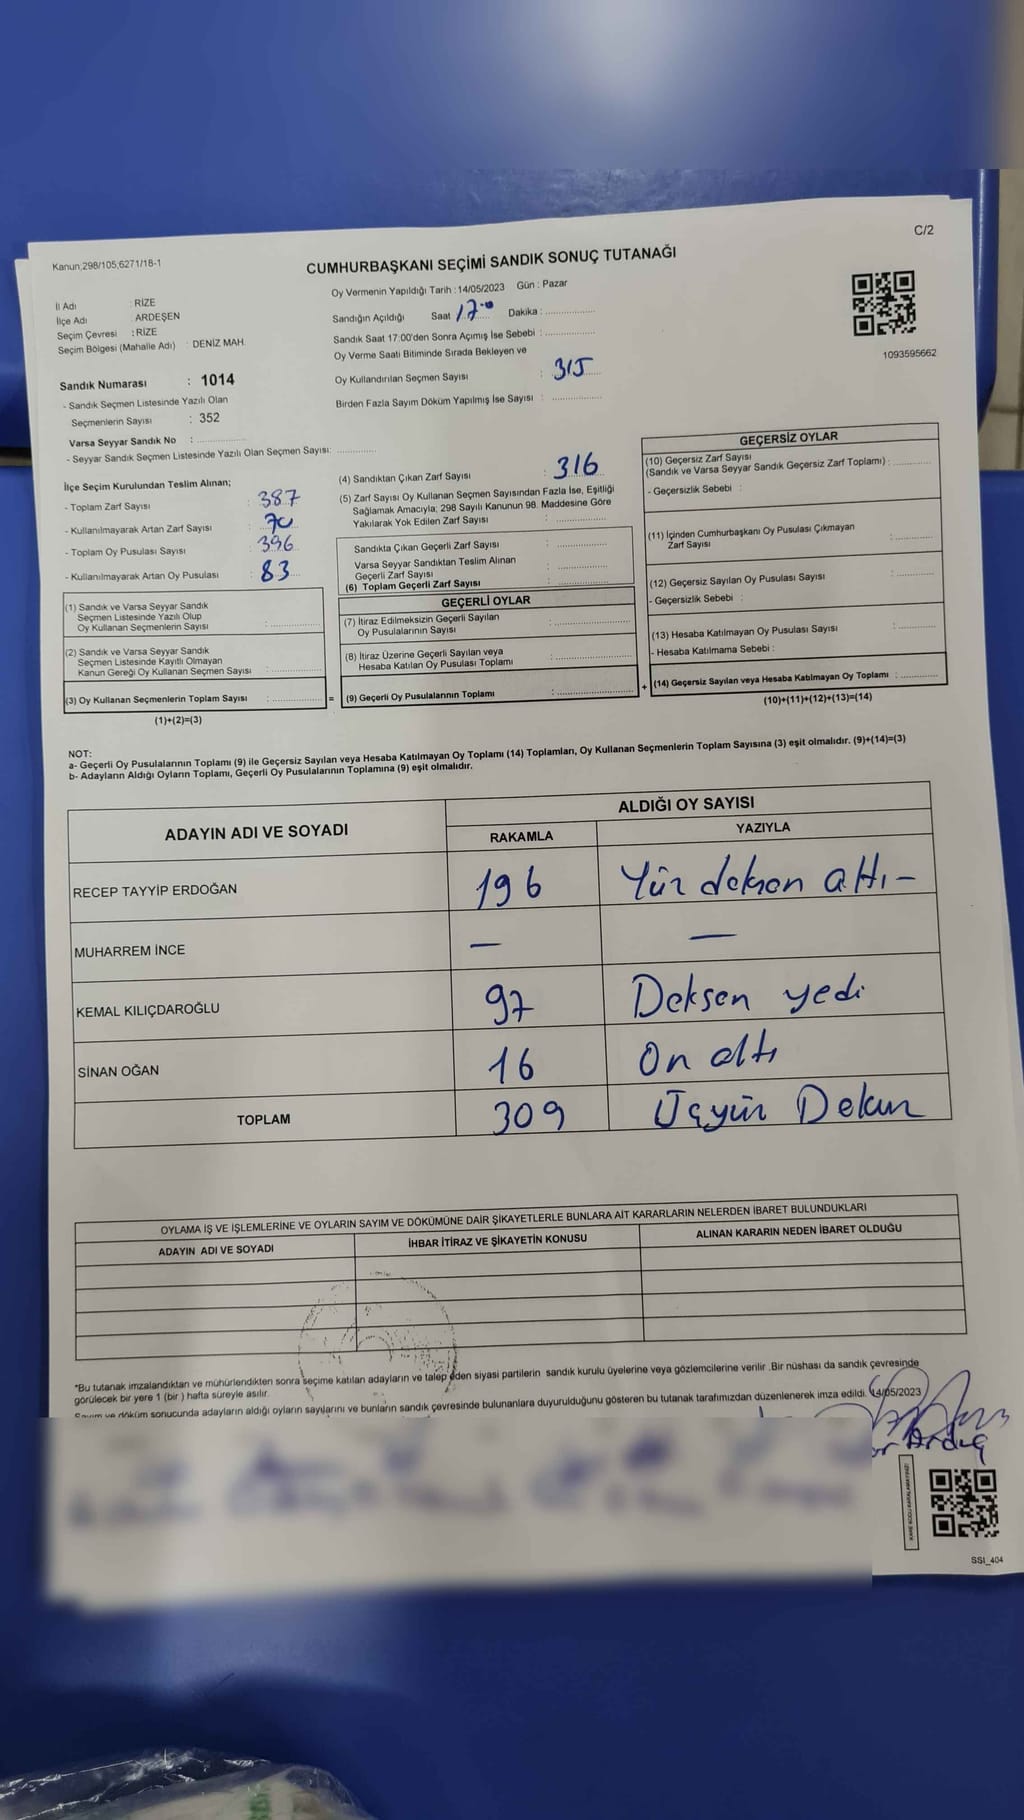 C/2
Kanun;298/105;6271/18-1
CUMHURBAŞKANI SEÇİMİ SANDIK SONUÇ TUTANAĞI
İl Adı : RİZE
İlçe Adı : ARDEŞEN
Seçim Çevresi : RİZE
Seçim Bölgesi (Mahalle Adı) : DENİZ MAH.
Oy Vermenin Yapıldığı Tarih :14/05/2023 Gün : Pazar
Sandığın Açıldığı Saat 17.00 Dakika :
Sandık Saat 17:00'den Sonra Açımış İse Sebebi :
Oy Verme Saati Bitiminde Sırada Bekleyen ve
Oy Kullandırılan Seçmen Sayısı : 315
Birden Fazla Sayım Döküm Yapılmış İse Sayısı :
1093595662
Sandık Numarası : 1014
- Sandık Seçmen Listesinde Yazılı Olan
Seçmenlerin Sayısı : 352
Varsa Seyyar Sandık No :
- Seyyar Sandık Seçmen Listesinde Yazılı Olan Seçmen Sayısı:
İlçe Seçim Kurulundan Teslim Alınan;
- Toplam Zarf Sayısı : 387
- Kullanılmayarak Artan Zarf Sayısı :
- Toplam Oy Pusulası Sayısı : 396
- Kullanılmayarak Artan Oy Pusulası : 83
(4) Sandıktan Çıkan Zarf Sayısı : 316
(5) Zarf Sayısı Oy Kullanan Seçmen Sayısından Fazla İse, Eşitliği
Sağlamak Amacıyla; 298 Sayılı Kanunun 98. Maddesine Göre
Yakılarak Yok Edilen Zarf Sayısı :
Sandıkta Çıkan Geçerli Zarf Sayısı :
Varsa Seyyar Sandıktan Teslim Alınan
Geçerli Zarf Sayısı :
(6) Toplam Geçerli Zarf Sayısı :
GEÇERSİZ OYLAR
(10) Geçersiz Zarf Sayısı
(Sandık ve Varsa Seyyar Sandık Geçersiz Zarf Toplamı) :
- Geçersizlik Sebebi :
(11) İçinden Cumhurbaşkanı Oy Pusulası Çıkmayan
Zarf Sayısı :
(12) Geçersiz Sayılan Oy Pusulası Sayısı :
- Geçersizlik Sebebi :
(13) Hesaba Katılmayan Oy Pusulası Sayısı :
- Hesaba Katılmama Sebebi :
(14) Geçersiz Sayılan veya Hesaba Katılmayan Oy Toplamı :
(10)+(11)+(12)+(13)=(14)
(1) Sandık ve Varsa Seyyar Sandık
Seçmen Listesinde Yazılı Olup
Oy Kullanan Seçmenlerin Sayısı :
(2) Sandık ve Varsa Seyyar Sandık
Seçmen Listesinde Kayıtlı Olmayan
Kanun Gereği Oy Kullanan Seçmen Sayısı :
(3) Oy Kullanan Seçmenlerin Toplam Sayısı : =
(1)+(2)=(3)
GEÇERLİ OYLAR
(7) İtiraz Edilmeksizin Geçerli Sayılan
Oy Pusulalarının Sayısı :
(8) İtiraz Üzerine Geçerli Sayılan veya
Hesaba Katılan Oy Pusulası Toplamı :
(9) Geçerli Oy Pusulalarının Toplamı : +
NOT:
a- Geçerli Oy Pusulalarının Toplamı (9) ile Geçersiz Sayılan veya Hesaba Katılmayan Oy Toplamı (14) Toplamları, Oy Kullanan Seçmenlerin Toplam Sayısına (3) eşit olmalıdır. (9)+(14)=(3)
b- Adayların Aldığı Oyların Toplamı, Geçerli Oy Pusulalarının Toplamına (9) eşit olmalıdır.
ADAYIN ADI VE SOYADI ALDIĞI OY SAYISI
RAKAMLA YAZIYLA
RECEP TAYYİP ERDOĞAN 196 Yüz doksan altı –
MUHARREM İNCE — —
KEMAL KILIÇDAROĞLU 97 Doksen yedi
SİNAN OĞAN 16 On altı
TOPLAM 309 Üçyüz
OYLAMA İŞ VE İŞLEMLERİNE VE OYLARIN SAYIM VE DÖKÜMÜNE DAİR ŞİKAYETLERLE BUNLARA AİT KARARLARIN NELERDEN İBARET BULUNDUKLARI
ADAYIN ADI VE SOYADI İHBAR İTİRAZ VE ŞİKAYETİN KONUSU ALINAN KARARIN NEDEN İBARET OLDUĞU
*Bu tutanak imzalandıktan ve mühürlendikten sonra seçime katılan adayların ve talep eden siyasi partilerin sandık kurulu üyelerine veya gözlemcilerine verilir .Bir nüshası da sandık çevresinde
görülecek bir yere 1 (bir ) hafta süreyle asılır.
Sayım ve döküm sonucunda adayların aldığı oyların sayılarını ve bunların sandık çevresinde bulunanlara duyurulduğunu gösteren bu tutanak tarafımızdan düzenlenerek imza edildi. 14/05/2023
SSI_404